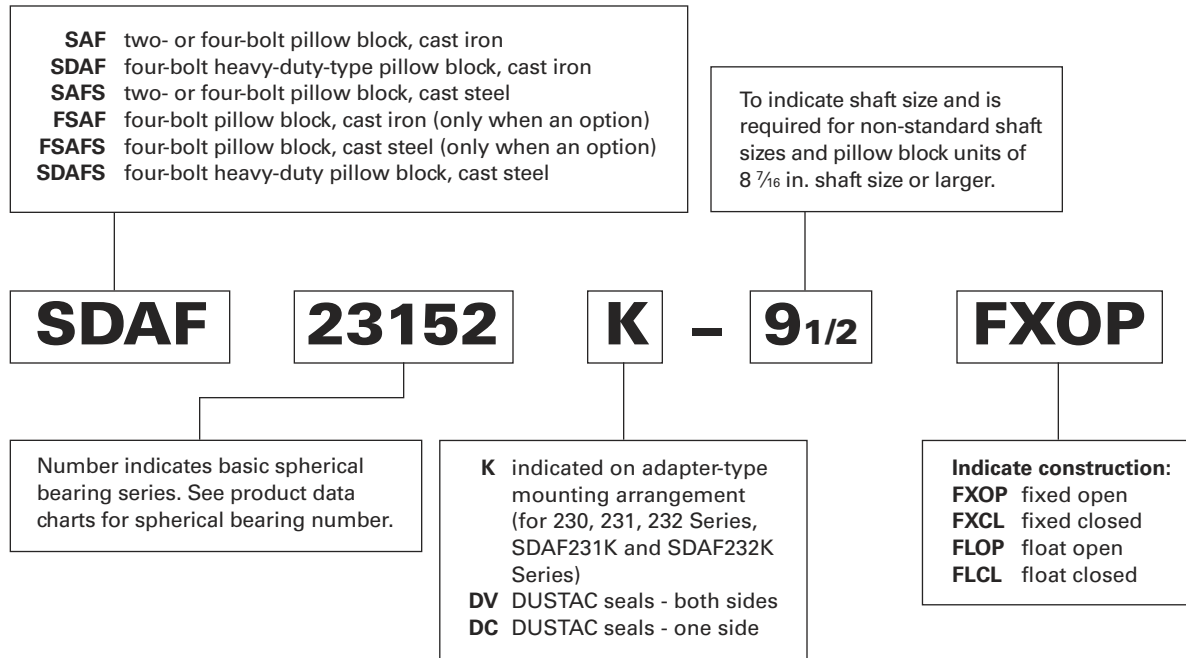 SAF two- or four-bolt pillow block, cast iron
SDAF four-bolt heavy-duty-type pillow block, cast iron
SAFS two- or four-bolt pillow block, cast steel
FSAF four-bolt pillow block, cast iron (only when an option)
FSAFS four-bolt pillow block, cast steel (only when an option)
SDAFS four-bolt heavy-duty pillow block, cast steel
To indicate shaft size and is
required for non-standard shaft
sizes and pillow block units of
8 7/16 in. shaft size or larger.
SDAF 23152 K – 9 1/2 FXOP
Number indicates basic spherical
bearing series. See product data
charts for spherical bearing number.
K indicated on adapter-type
mounting arrangement
(for 230, 231, 232 Series,
SDAF231K and SDAF232K
Series)
DV DUSTAC seals - both sides
DC DUSTAC seals - one side
Indicate construction:
FXOP fixed open
FXCL fixed closed
FLOP float open
FLCL float closed